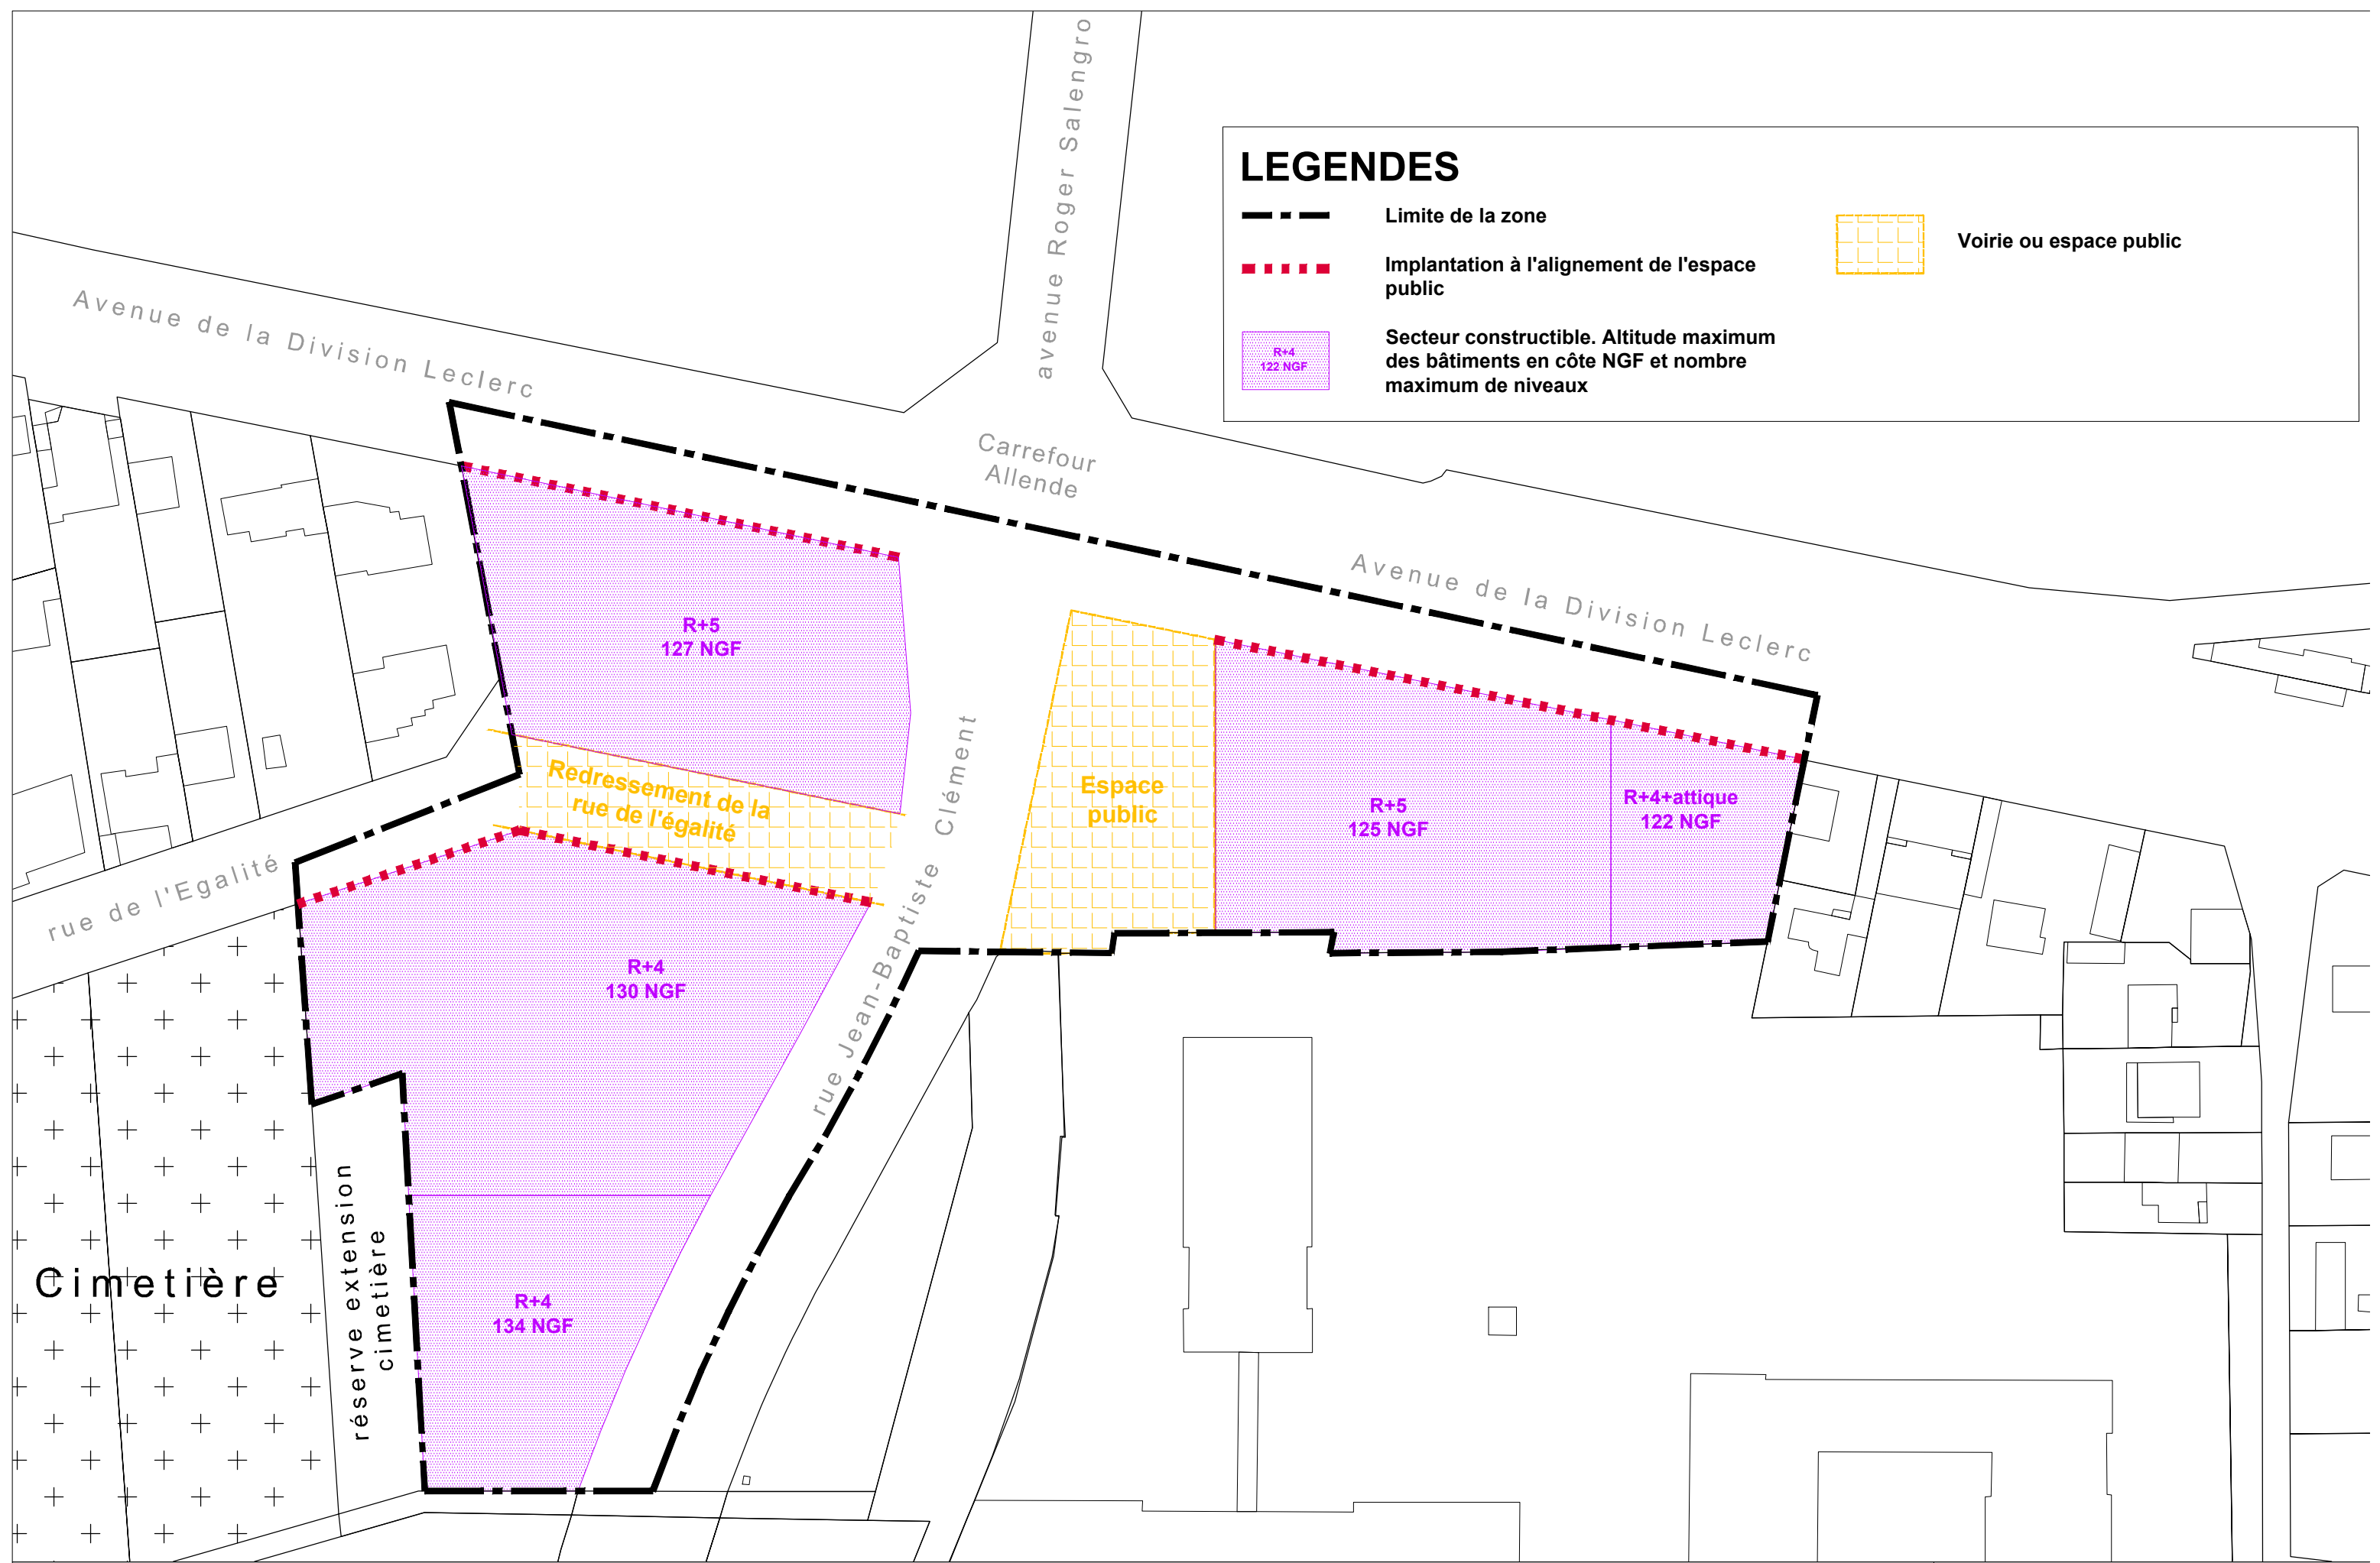 avenue Roger Salengro
LEGENDES
Limite de la zone
Implantation à l'alignement de l'espace
public
R+4
122 NGF
Secteur constructible. Altitude maximum
des bâtiments en côte NGF et nombre
maximum de niveaux
Voirie ou espace public
Avenue de la Division Leclerc
Carrefour
Allende
Avenue de la Division Leclerc
R+5
127 NGF
Redressement de la
rue de l'égalité
Espace
public
R+5
125 NGF
R+4+attique
122 NGF
rue de l'Egalité
rue Jean-Baptiste Clément
R+4
130 NGF
Cimetière
réserve extension
cimetière
R+4
134 NGF